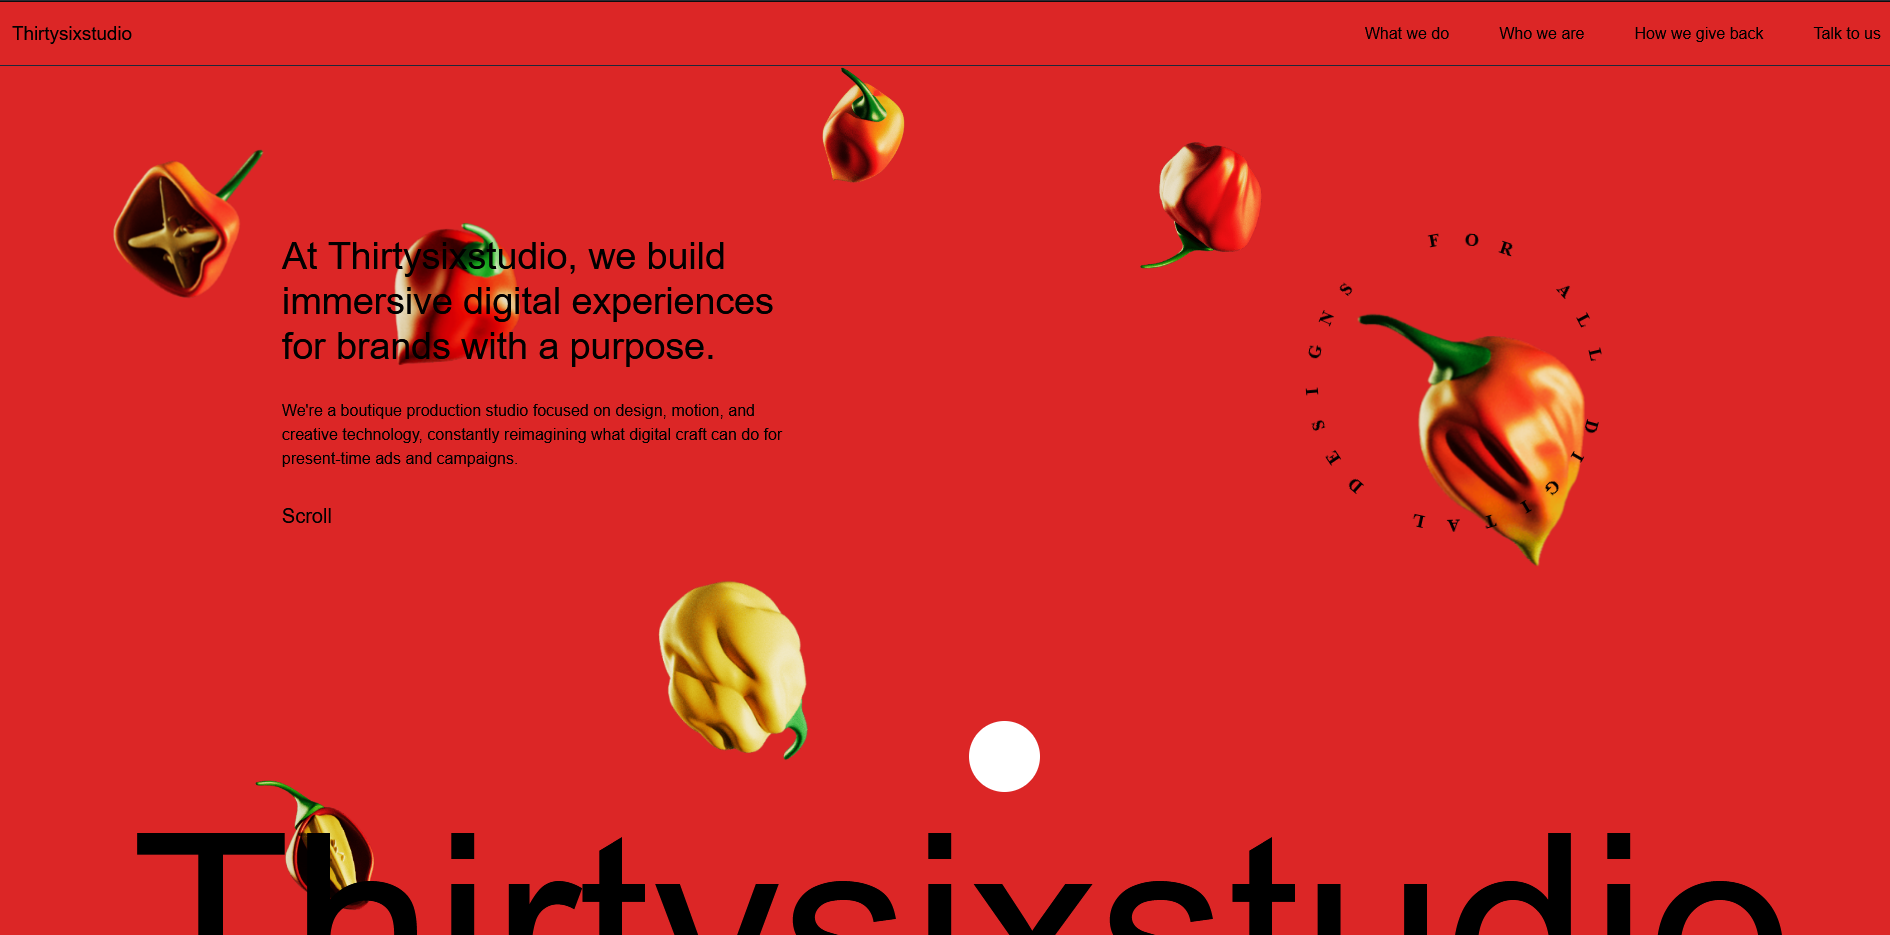 Thirtysixstudio
What we do
Who we are
How we give back
Talk to us
At Thirtysixstudio, we build
immersive digital experiences
for brands with a purpose.
We're a boutique production studio focused on design, motion, and
creative technology, constantly reimagining what digital craft can do for
present-time ads and campaigns.
Scroll
FOR ALL DIGITAL DESIGNS
Thirtysixstudio